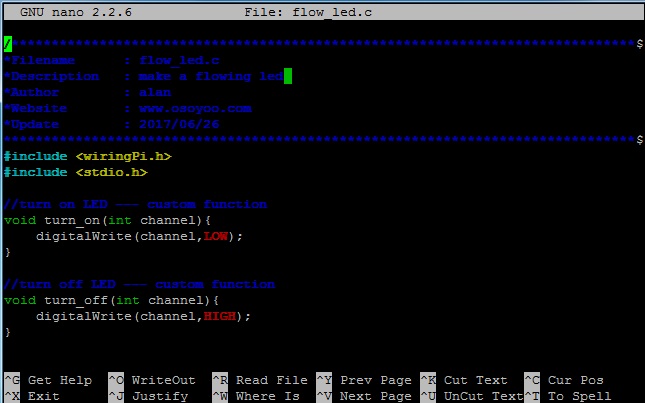 GNU nano 2.2.6 File: flow_led.c
/******************************************************************************$
*Filename : flow_led.c
*Description : make a flowing led
*Author : alan
*Website : www.osoyoo.com
*Update : 2017/06/26
*******************************************************************************$
#include <wiringPi.h>
#include <stdio.h>
//turn on LED --- custom function
void turn_on(int channel){
digitalWrite(channel,LOW);
}
//turn off LED --- custom function
void turn_off(int channel){
digitalWrite(channel,HIGH);
}
^G Get Help ^O WriteOut ^R Read File ^Y Prev Page ^K Cut Text ^C Cur Pos
^X Exit ^J Justify ^W Where Is ^V Next Page ^U UnCut Text ^T To Spell